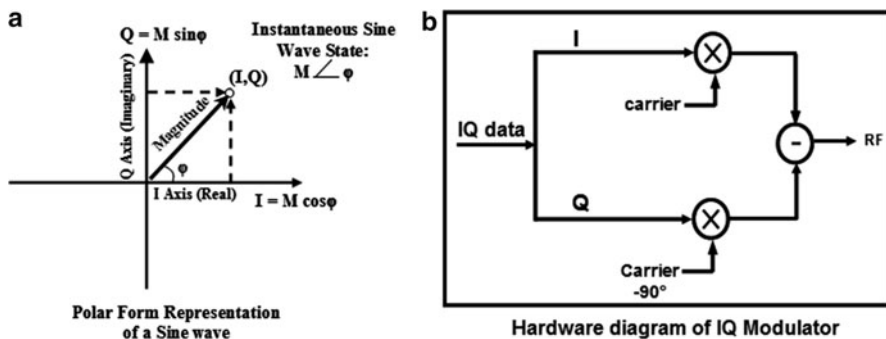 a
Q = M sinφ
Instantaneous Sine
Wave State:
M∠φ
(I,Q)
Q Axis (Imaginary)
Magnitude
φ
I Axis (Real)
I = M cosφ
Polar Form Representation
of a Sine wave
b
I
carrier
IQ data
-
RF
Q
Carrier
-90°
Hardware diagram of IQ Modulator